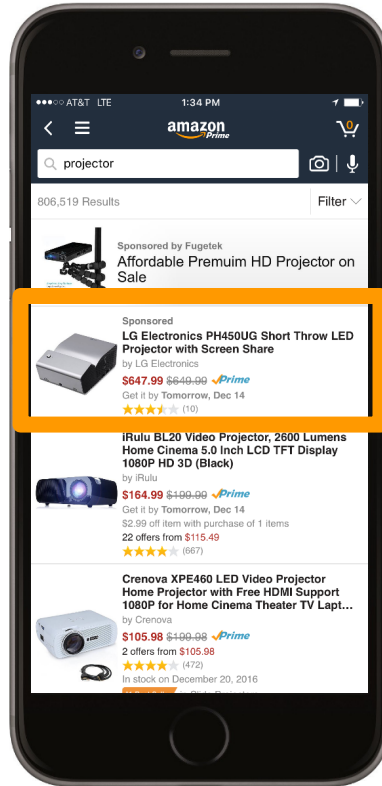 AT&T LTE 1:34 PM
amazon
Prime
0
projector
806,519 Results Filter
Sponsored by Fugetek
Affordable Premuim HD Projector on
Sale
Sponsored
LG Electronics PH450UG Short Throw LED
Projector with Screen Share
by LG Electronics
$647.99 $649.99 Prime
Get it by Tomorrow, Dec 14
(10)
iRulu BL20 Video Projector, 2600 Lumens
Home Cinema 5.0 Inch LCD TFT Display
1080P HD 3D (Black)
by iRulu
$164.99 $199.99 Prime
Get it by Tomorrow, Dec 14
$2.99 off item with purchase of 1 items
22 offers from $115.49
(667)
Crenova XPE460 LED Video Projector
Home Projector with Free HDMI Support
1080P for Home Cinema Theater TV Lapt...
by Crenova
$105.98 $199.98 Prime
2 offers from $105.98
(472)
In stock on December 20, 2016